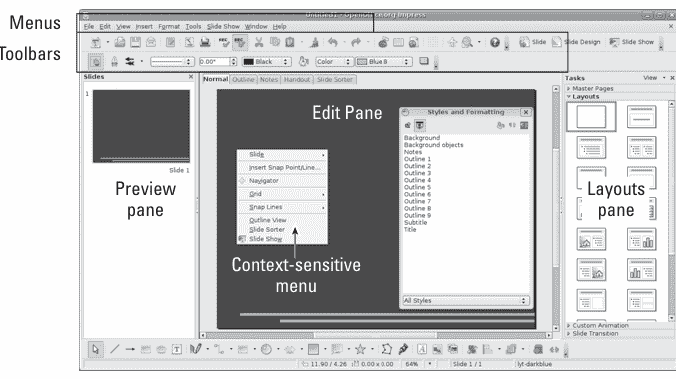 Untitled1 - OpenOffice.org Impress
Menus
File Edit View Insert Format Tools Slide Show Window Help
Toolbars
Slide Slide Design Slide Show
0.00" Black Color Blue 8
Slides
Normal Outline Notes Handout Slide Sorter
Tasks View
Master Pages
Layouts
1
Slide 1
Preview
pane
Edit Pane
Styles and Formatting
Background
Background objects
Notes
Outline 1
Outline 2
Outline 3
Outline 4
Outline 5
Outline 6
Outline 7
Outline 8
Outline 9
Subtitle
Title
All Styles
Slide
Insert Snap Point/Line...
Navigator
Grid
Snap Lines
Outline View
Slide Sorter
Slide Show
Context-sensitive
menu
Layouts
pane
Custom Animation
Slide Transition
11.90 / 4.26 0.00 x 0.00 64% * Slide 1 / 1 lyt-darkblue